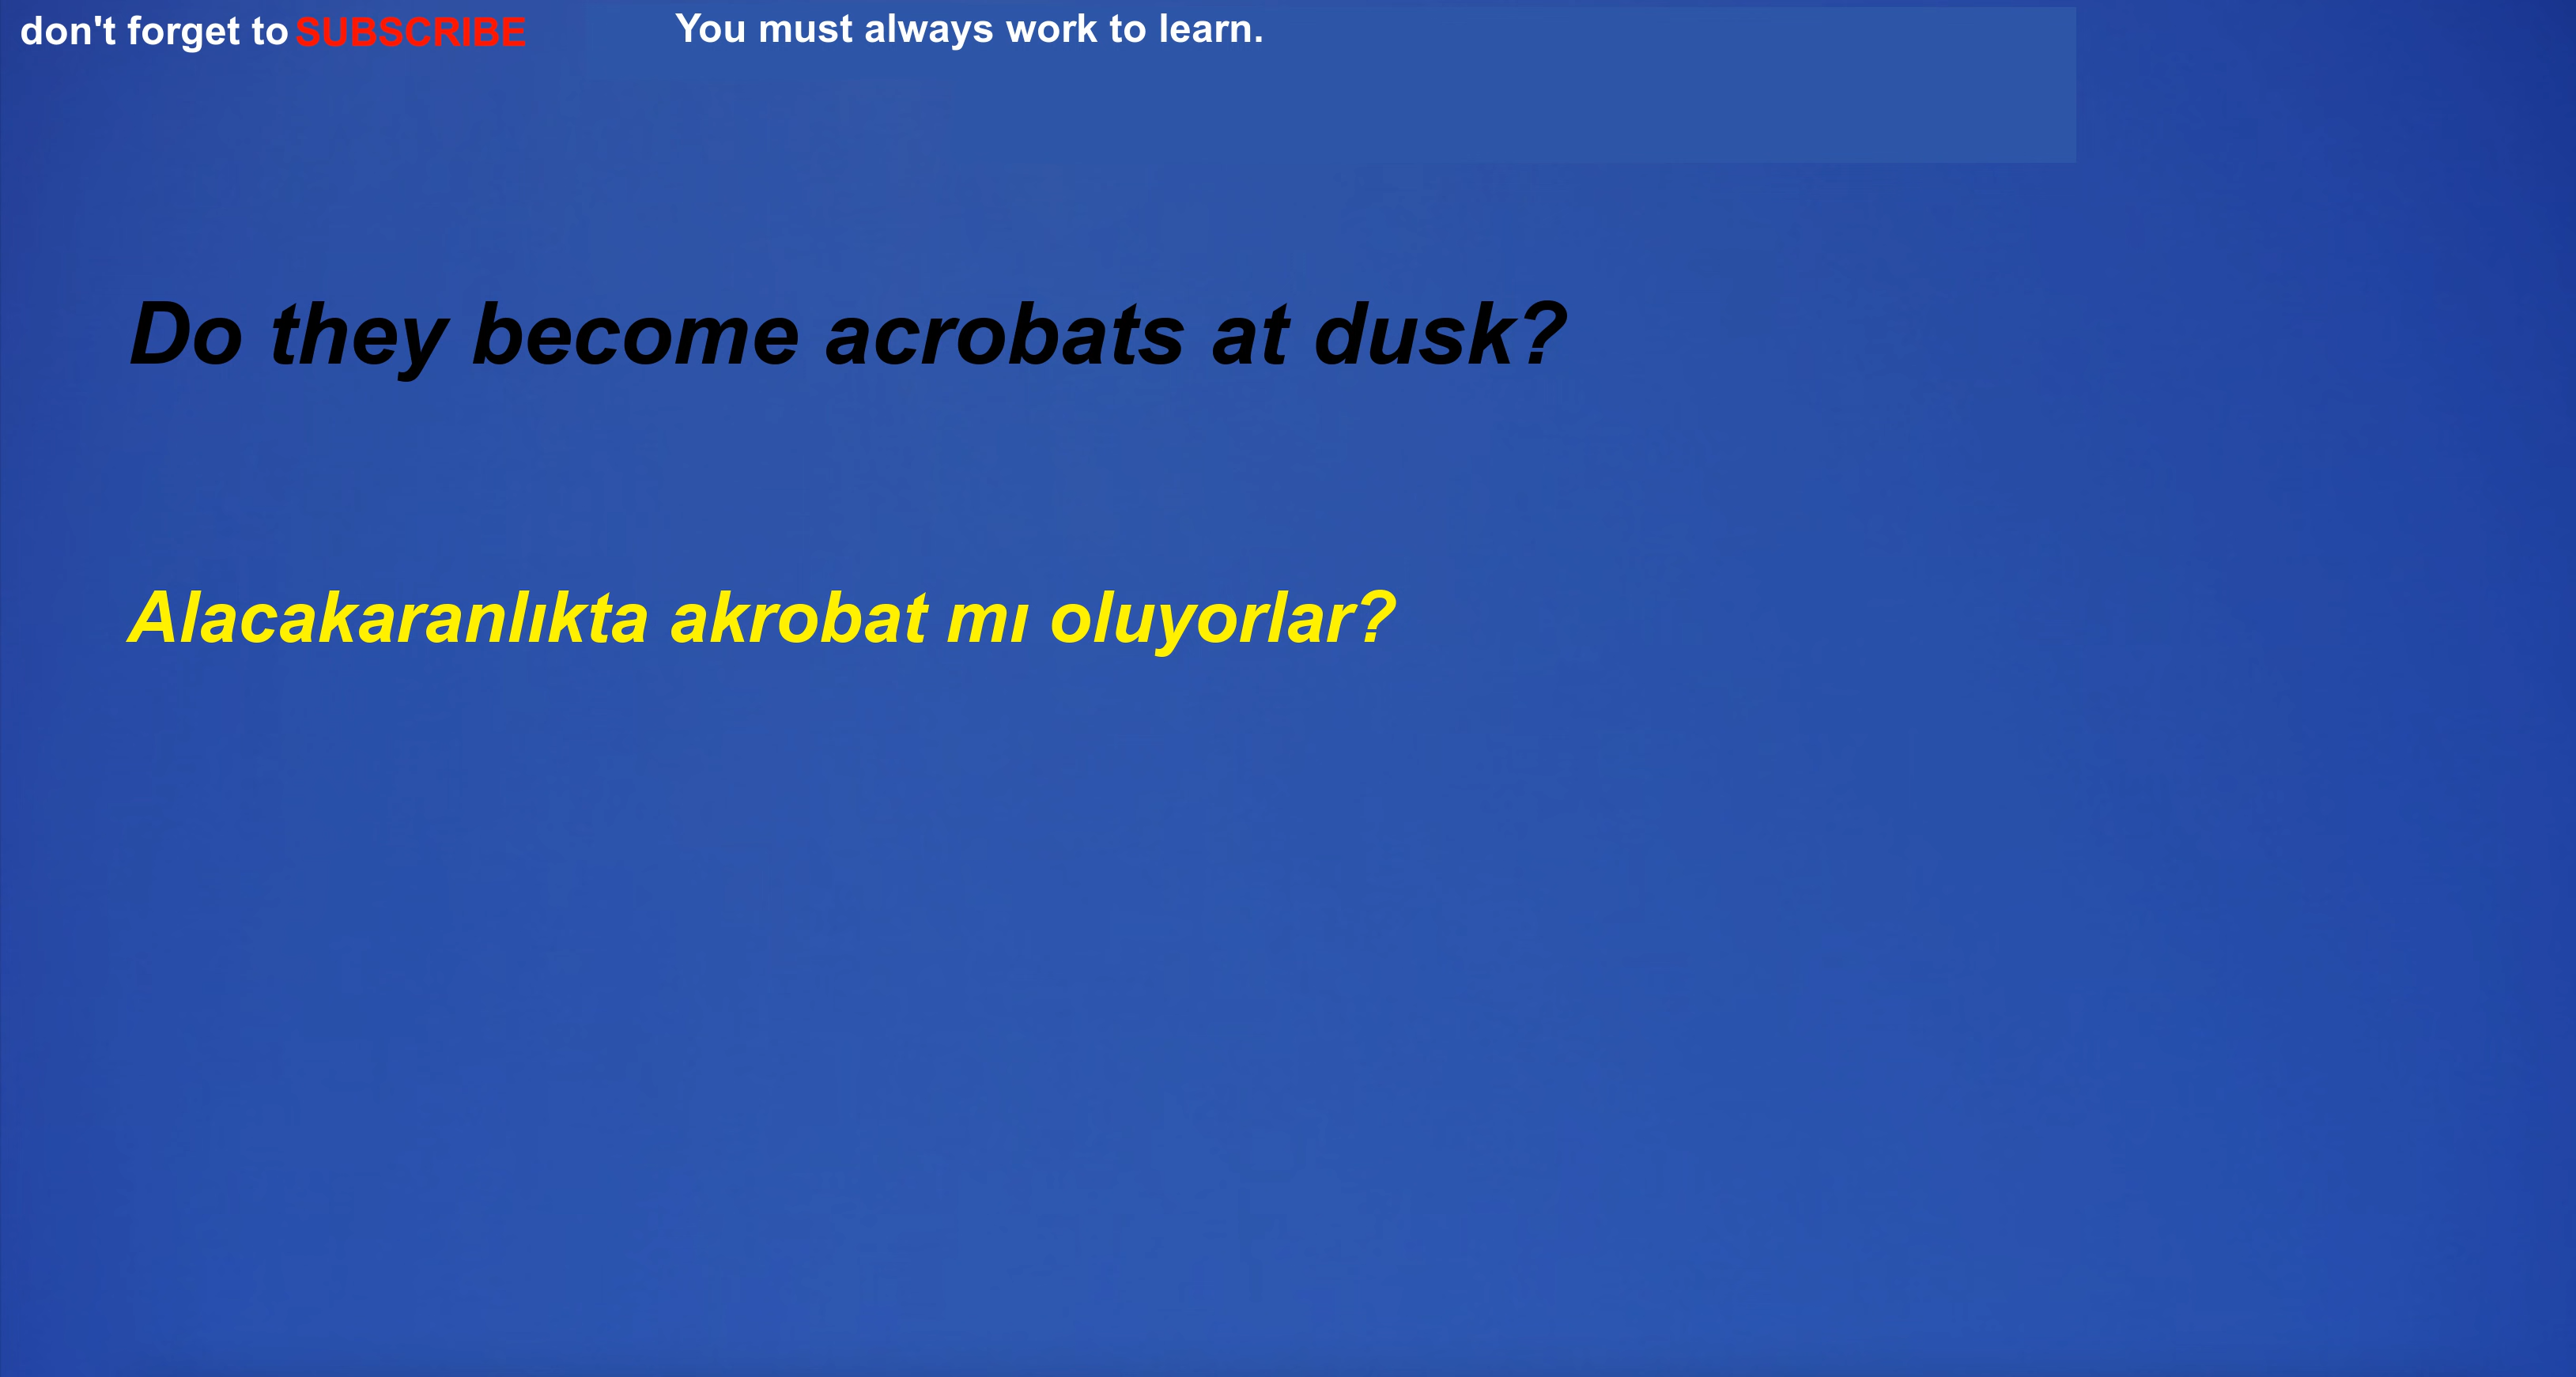 don't forget to SUBSCRIBE
You must always work to learn.
Do they become acrobats at dusk?
Alacakaranlıkta akrobat mı oluyorlar?